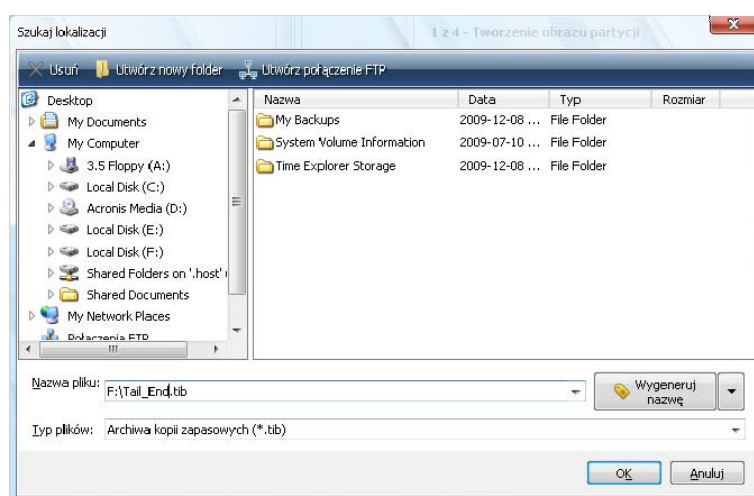 Szukaj lokalizacji
1 z 4 - Tworzenie obrazu partycji
Usuń Utwórz nowy folder Utwórz połączenie FTP
Desktop
My Documents
My Computer
3.5 Floppy (A:)
Local Disk (C:)
Acronis Media (D:)
Local Disk (E:)
Local Disk (F:)
Shared Folders on '.host'
Shared Documents
My Network Places
Połączenia FTP
Nazwa Data Typ Rozmiar
My Backups 2009-12-08 ... File Folder
System Volume Information 2009-07-10 ... File Folder
Time Explorer Storage 2009-12-08 ... File Folder
Nazwa pliku: F:\Tail_End.tib
Wygeneruj
nazwę
Typ plików: Archiwa kopii zapasowych (*.tib)
OK Anuluj